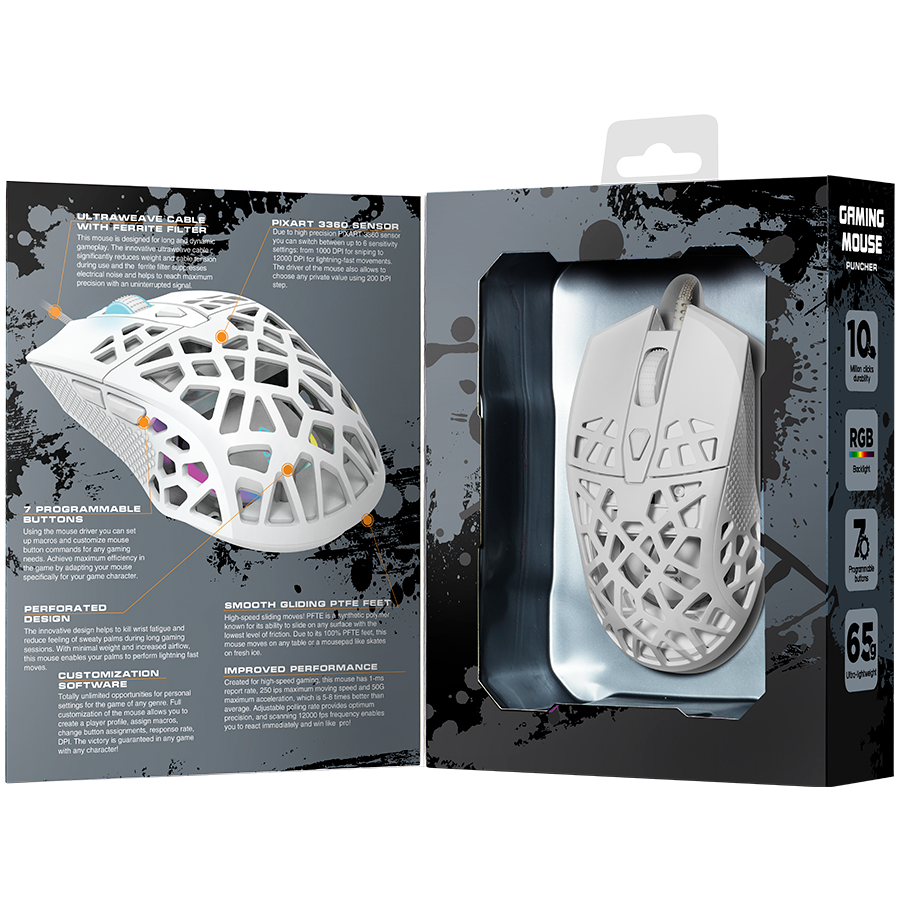 ULTRAWEAVE CABLE
WITH FERRITE FILTER
This mouse is designed for long and dynamic
gameplay. The innovative ultraweave cable
significantly reduces weight and cable tension
during use and the ferrite filter suppresses
electrical noise and helps to reach maximum
precision with an uninterrupted signal.
PIXART 3360 SENSOR
Due to high precision PIXART 3360 sensor
you can switch between up to 6 sensitivity
settings: from 1000 DPI for sniping to
12000 DPI for lightning-fast movements.
The driver of the mouse also allows to
choose any private value using 200 DPI
step.
7 PROGRAMMABLE
BUTTONS
Using the mouse driver you can set
up macros and customize mouse
button commands for any gaming
needs. Achieve maximum efficiency in
the game by adapting your mouse
specifically for your game character.
PERFORATED
DESIGN
The innovative design helps to kill wrist fatigue and
reduce feeling of sweaty palms during long gaming
sessions. With minimal weight and increased airflow,
this mouse enables your palms to perform lightning fast
moves.
CUSTOMIZATION
SOFTWARE
Totally unlimited opportunities for personal
settings for the game of any genre. Full
customization of the mouse allows you to
create a player profile, assign macros,
change button assignments, response rate,
DPI. The victory is guaranteed in any game
with any character!
SMOOTH GLIDING PTFE FEET
High-speed sliding moves! PFTE is a synthetic polymer
known for its ability to slide on any surface with the
lowest level of friction. Due to its 100% PTFE feet, this
mouse moves on any table or a mousepad like skates
on fresh ice.
IMPROVED PERFORMANCE
Created for high-speed gaming, this mouse has 1-ms
report rate, 250 ips maximum moving speed and 50G
maximum acceleration, which is 5-8 times better than
average. Adjustable polling rate provides optimum
precision, and scanning 12000 fps frequency enables
you to react immediately and win like pro!
GAMING
MOUSE
PUNCHER
10
Million clicks
durability
RGB
Backlight
7
Programmable
buttons
65g
Ultra-lightweight